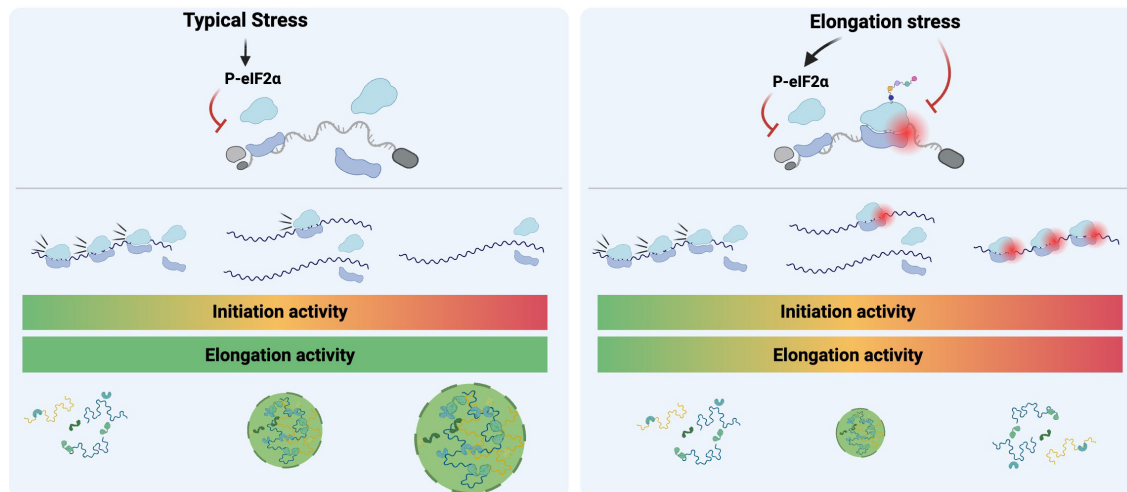 Typical Stress
P-eIF2α
Initiation activity
Elongation activity
Elongation stress
P-eIF2α
Initiation activity
Elongation activity